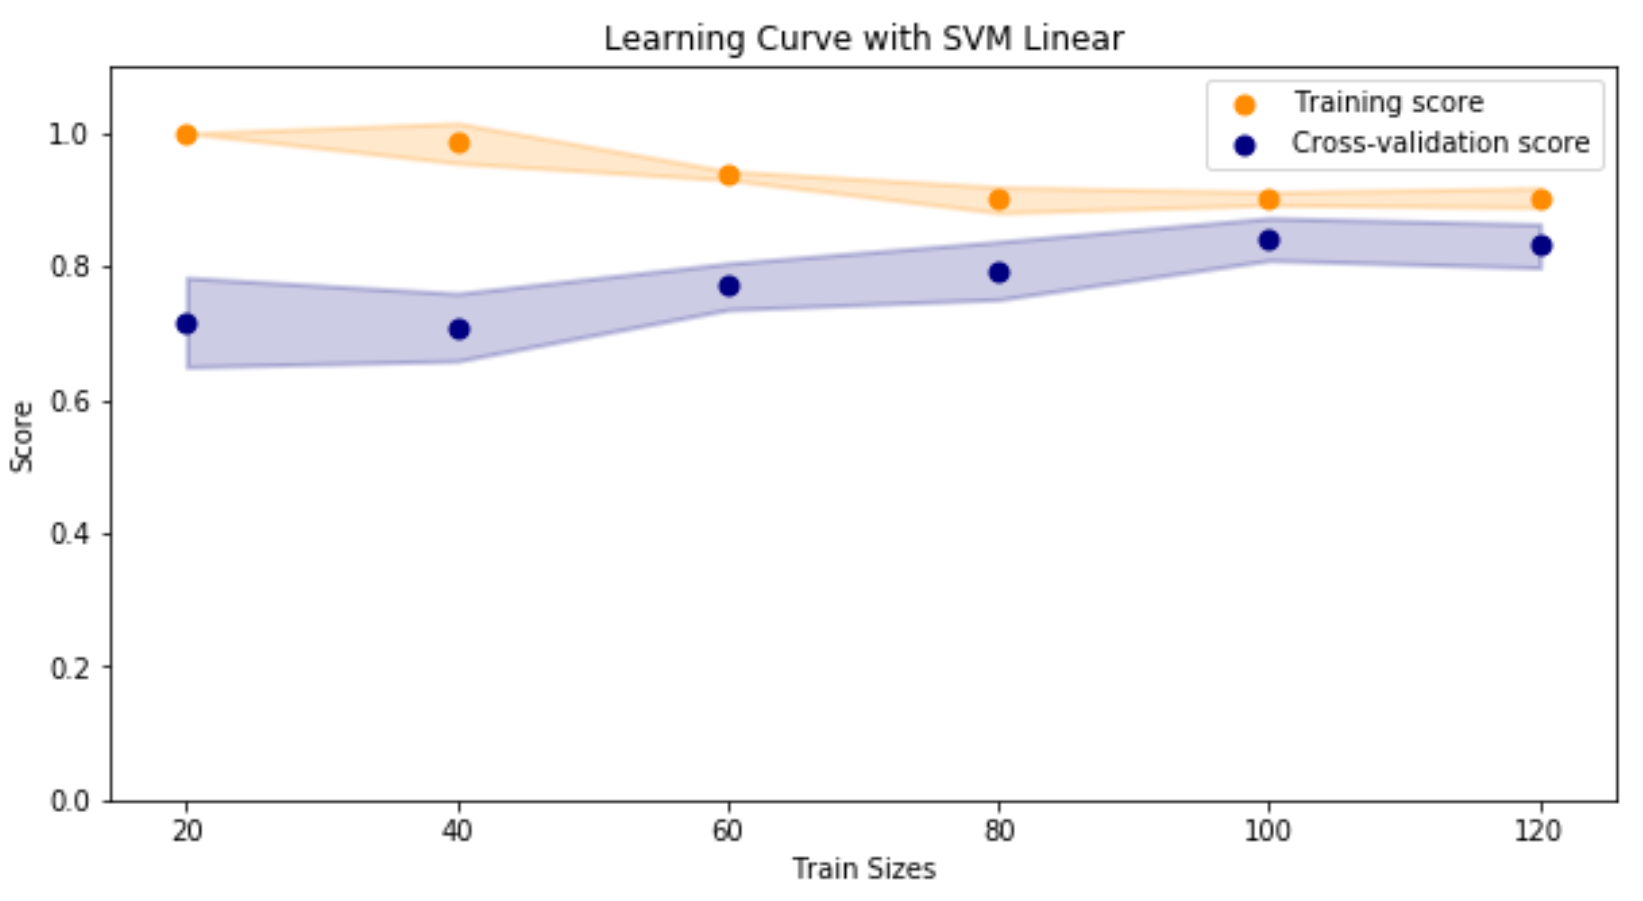 Learning Curve with SVM Linear
Training score
Cross-validation score
1.0
0.8
0.6
0.4
0.2
0.0
Score
20 40 60 80 100 120
Train Sizes